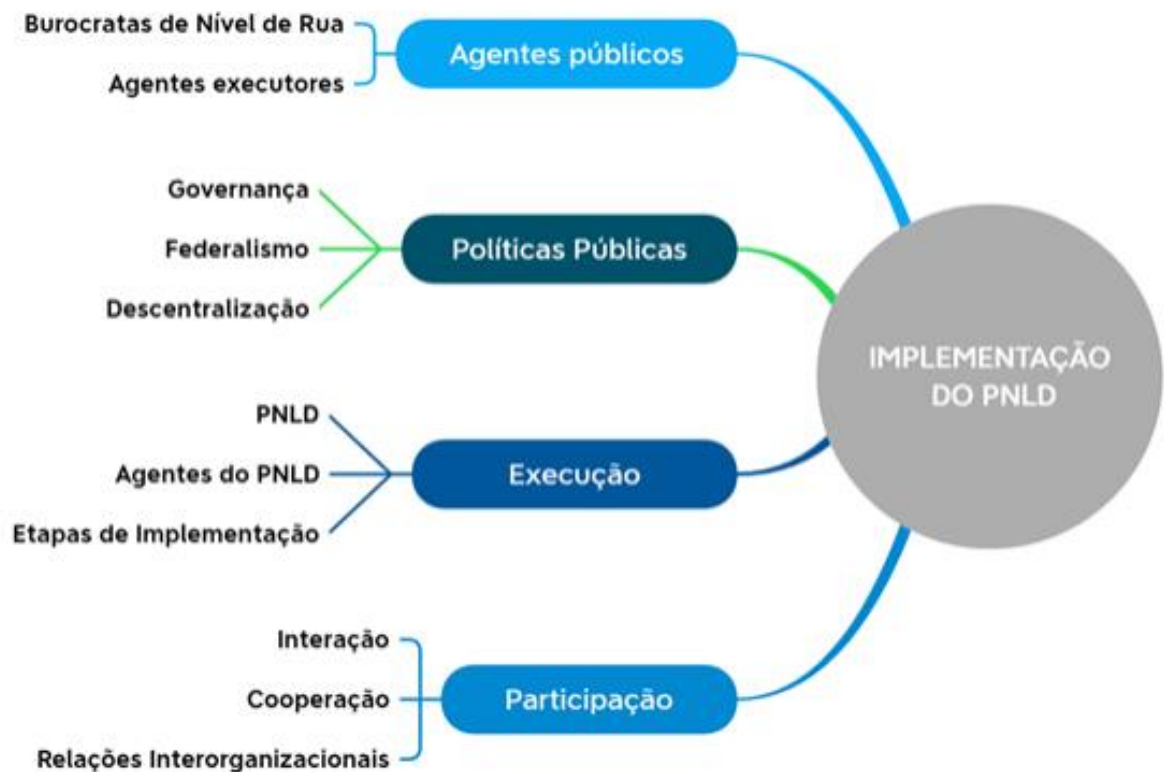 Burocratas de Nível de Rua
Agentes executores
Agentes públicos
Governança
Federalismo
Descentralização
Políticas Públicas
PNLD
Agentes do PNLD
Etapas de Implementação
Execução
Interação
Cooperação
Relações Interorganizacionais
Participação
IMPLEMENTAÇÃO
DO PNLD